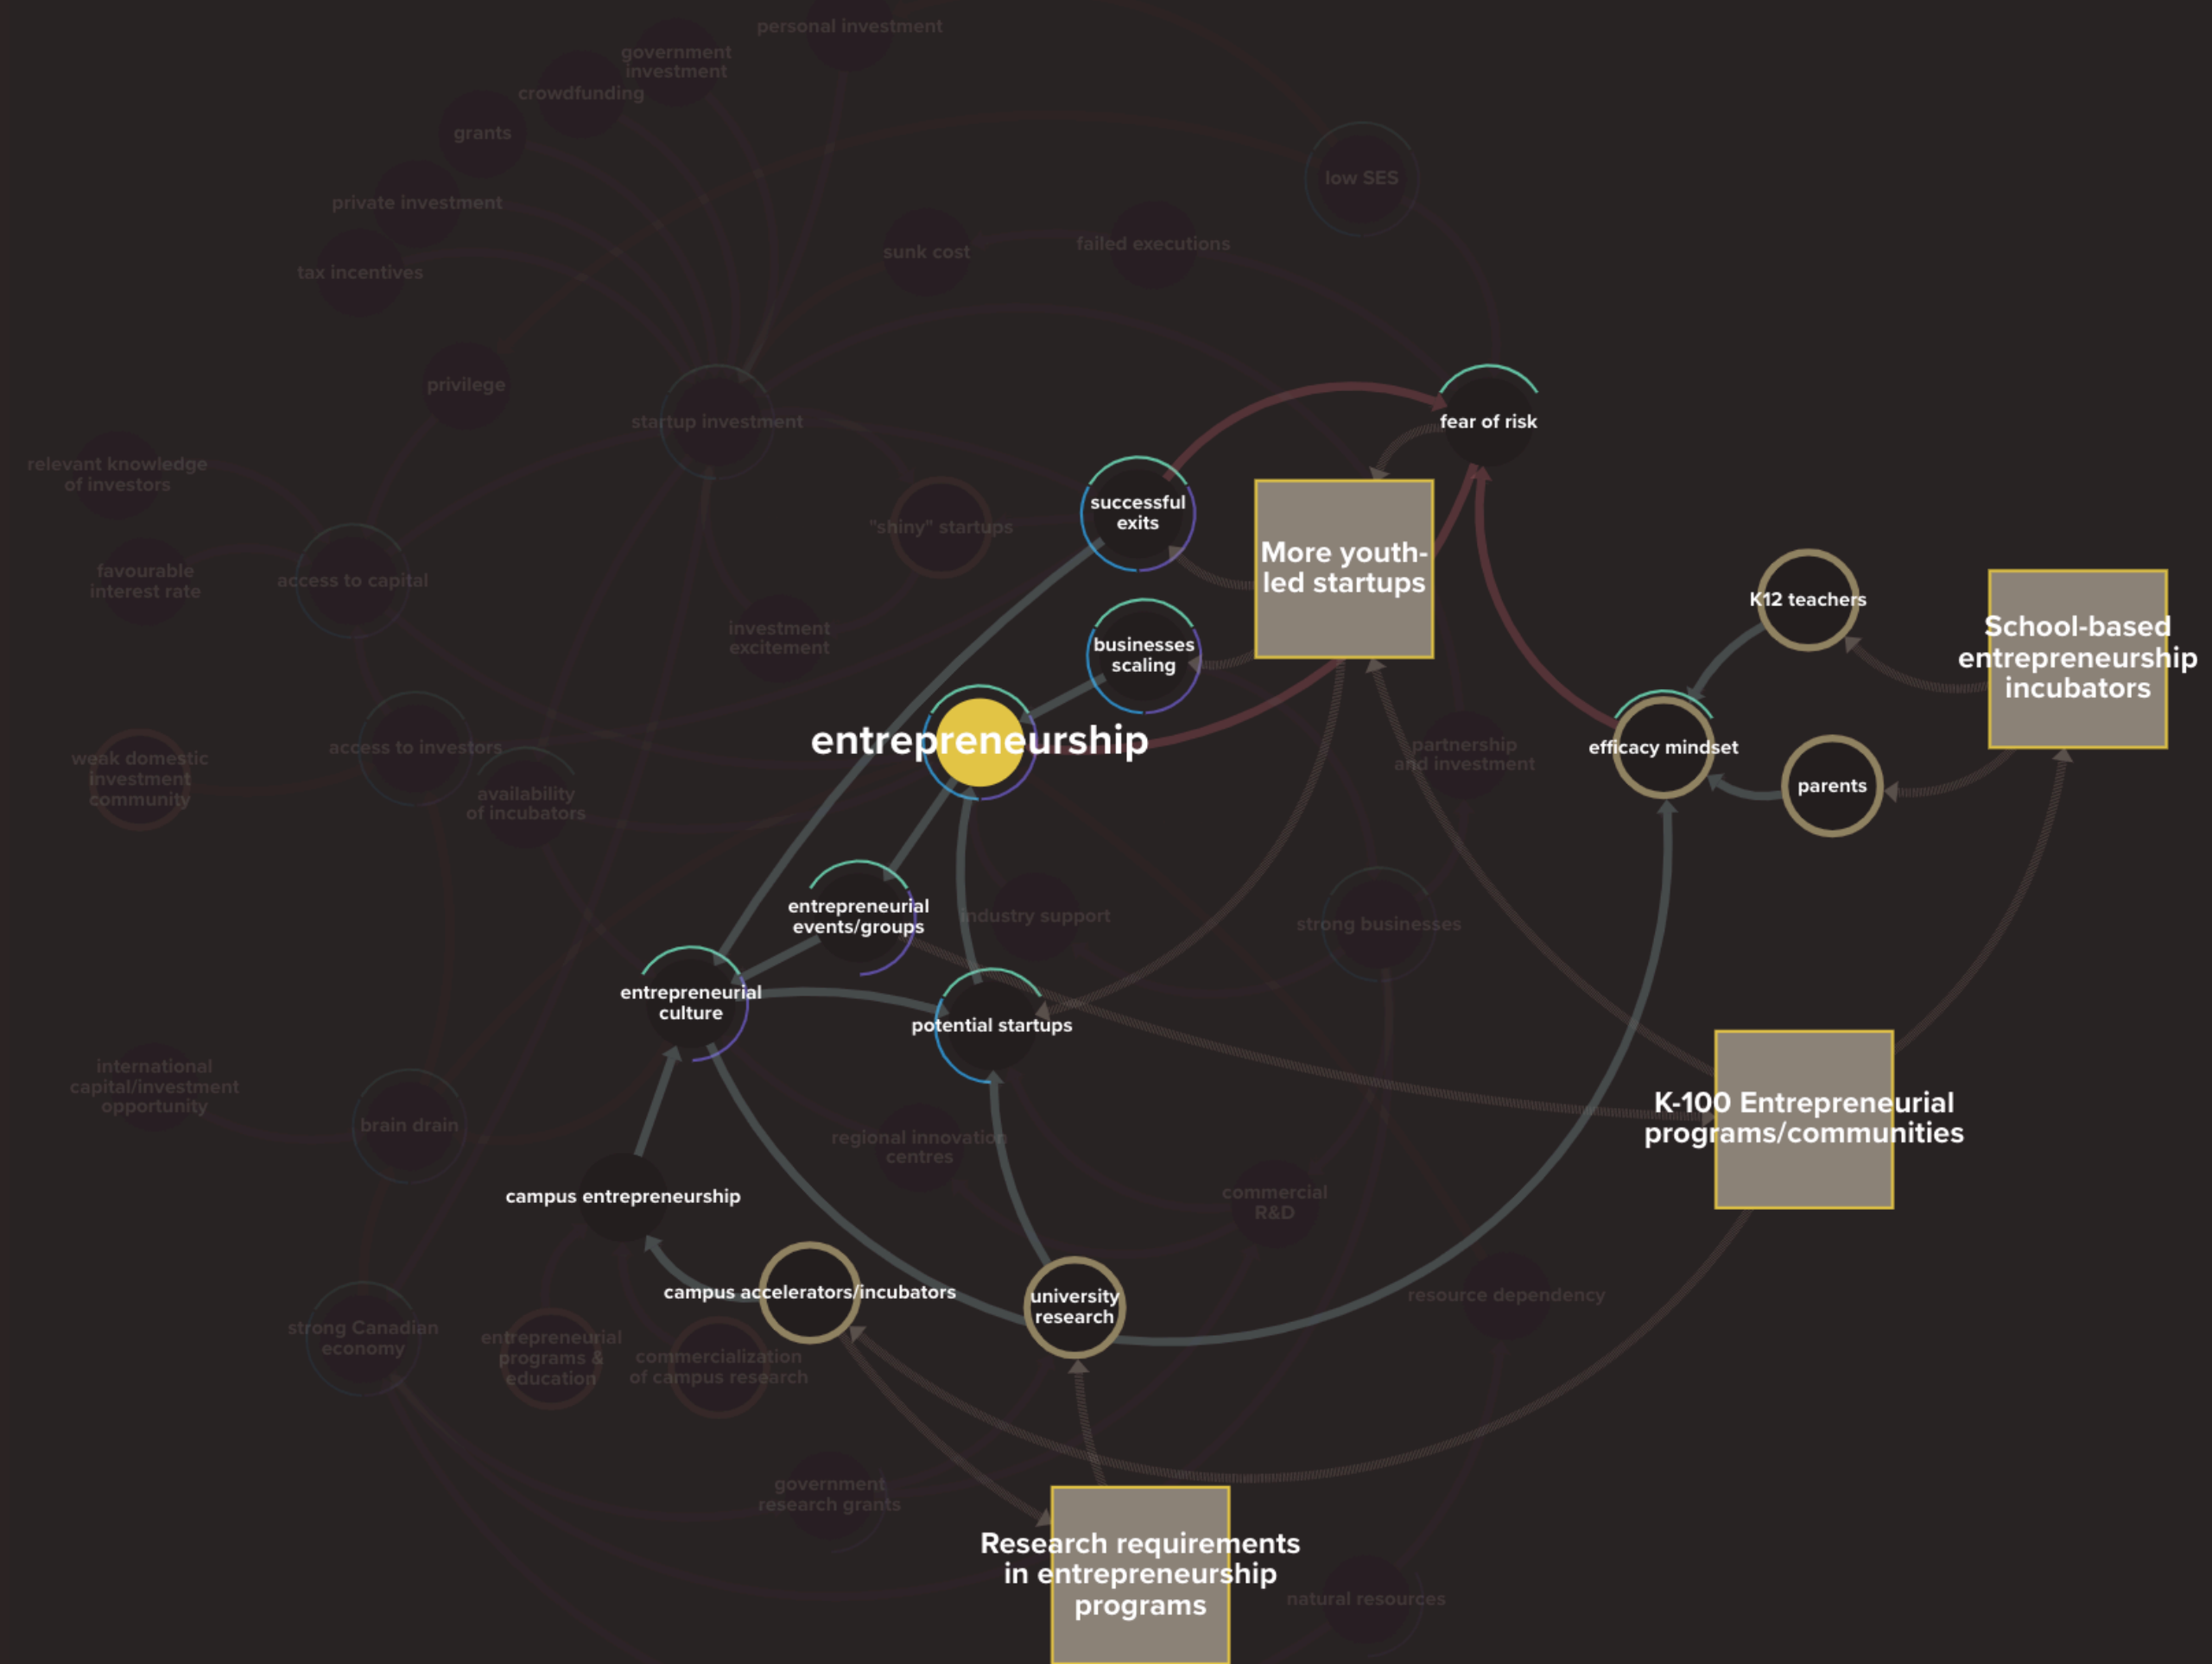 personal investment
government
investment
crowdfunding
grants
low SES
private investment
sunk cost
failed executions
tax incentives
privilege
startup investment
fear of risk
relevant knowledge
of investors
successful
exits
"shiny" startups
More youth-
led startups
favourable
interest rate
access to capital
K12 teachers
investment
excitement
businesses
scaling
School-based
entrepreneurship
incubators
entrepreneurship
access to investors
weak domestic
investment
community
availability
of incubators
partnership
and investment
efficacy mindset
parents
entrepreneurial
events/groups
industry support
strong businesses
entrepreneurial
culture
potential startups
international
capital/investment
opportunity
brain drain
regional innovation
centres
K-100 Entrepreneurial
programs/communities
campus entrepreneurship
commercial
R&D
campus accelerators/incubators
university
research
resource dependency
strong Canadian
economy
entrepreneurial
programs &
education
commercialization
of campus research
government
research grants
Research requirements
in entrepreneurship
programs
natural resources